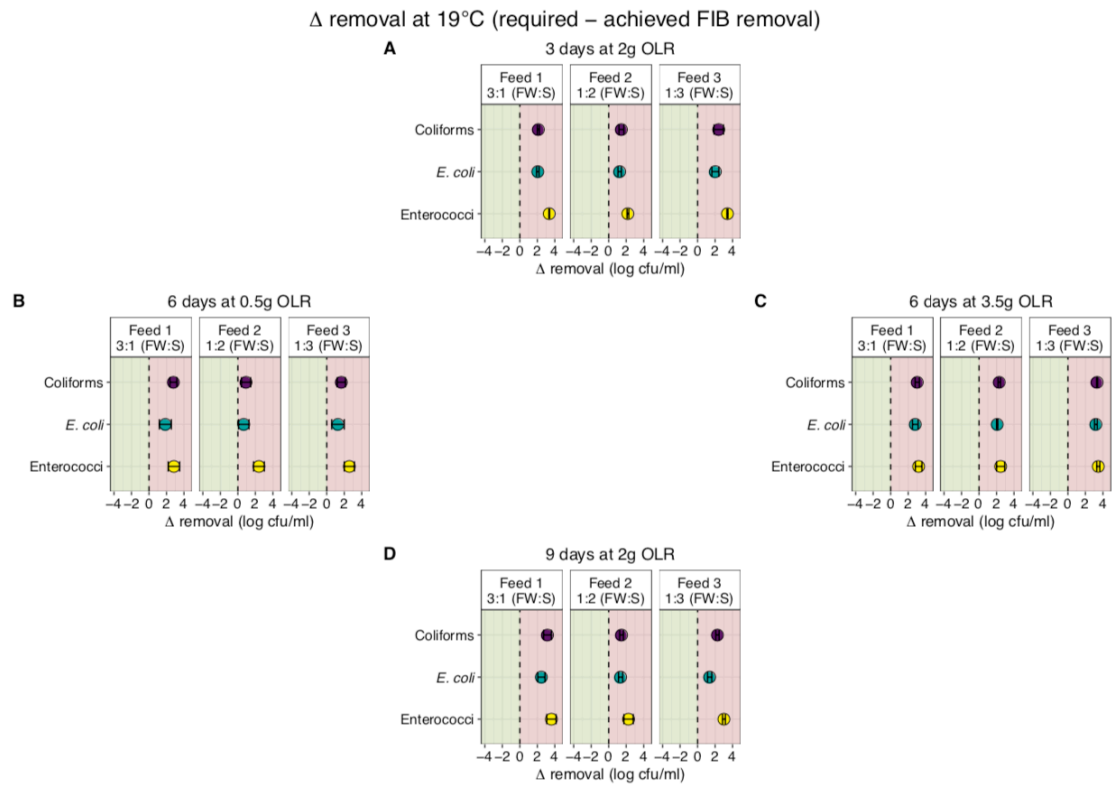 Δ removal at 19°C (required − achieved FIB removal)
A
3 days at 2g OLR
Feed 1 Feed 2 Feed 3
3:1 (FW:S) 1:2 (FW:S) 1:3 (FW:S)
Coliforms
E. coli
Enterococci
−4 −2 0 2 4 −4 −2 0 2 4 −4 −2 0 2 4
Δ removal (log cfu/ml)
B
6 days at 0.5g OLR
Feed 1 Feed 2 Feed 3
3:1 (FW:S) 1:2 (FW:S) 1:3 (FW:S)
Coliforms
E. coli
Enterococci
−4 −2 0 2 4 −4 −2 0 2 4 −4 −2 0 2 4
Δ removal (log cfu/ml)
C
6 days at 3.5g OLR
Feed 1 Feed 2 Feed 3
3:1 (FW:S) 1:2 (FW:S) 1:3 (FW:S)
Coliforms
E. coli
Enterococci
−4 −2 0 2 4 −4 −2 0 2 4 −4 −2 0 2 4
Δ removal (log cfu/ml)
D
9 days at 2g OLR
Feed 1 Feed 2 Feed 3
3:1 (FW:S) 1:2 (FW:S) 1:3 (FW:S)
Coliforms
E. coli
Enterococci
−4 −2 0 2 4 −4 −2 0 2 4 −4 −2 0 2 4
Δ removal (log cfu/ml)